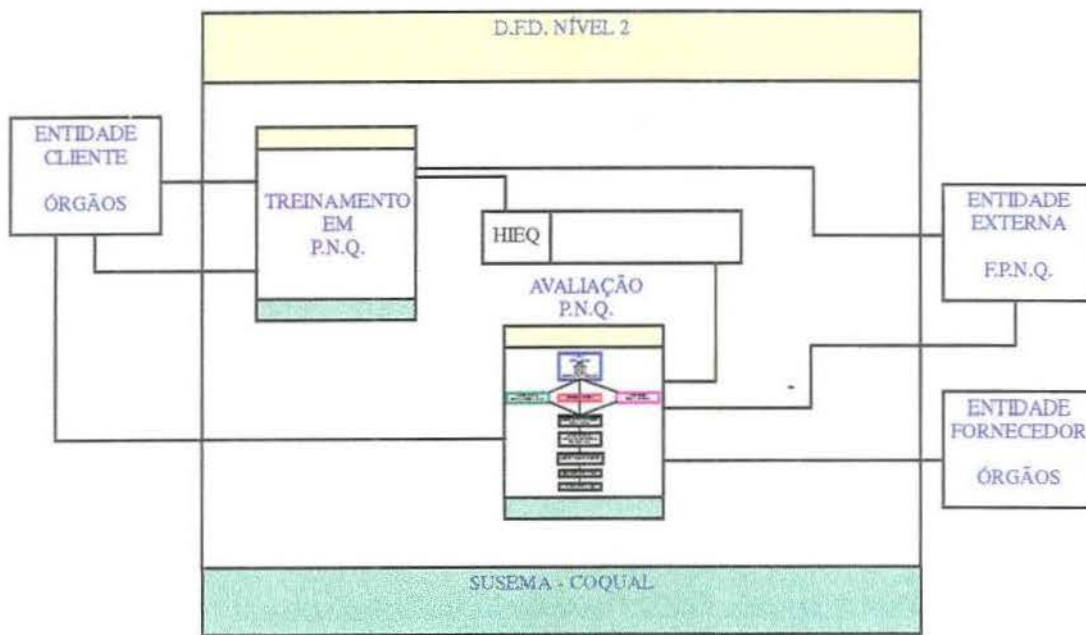 D.F.D. NÍVEL 2
ENTIDADE
CLIENTE
ÓRGÃOS
TREINAMENTO
EM
P.N.Q.
HIEQ
ENTIDADE
EXTERNA
F.P.N.Q.
AVALIAÇÃO
P.N.Q.
ENTIDADE
FORNECEDOR
ÓRGÃOS
SUSEMA - COQUAL